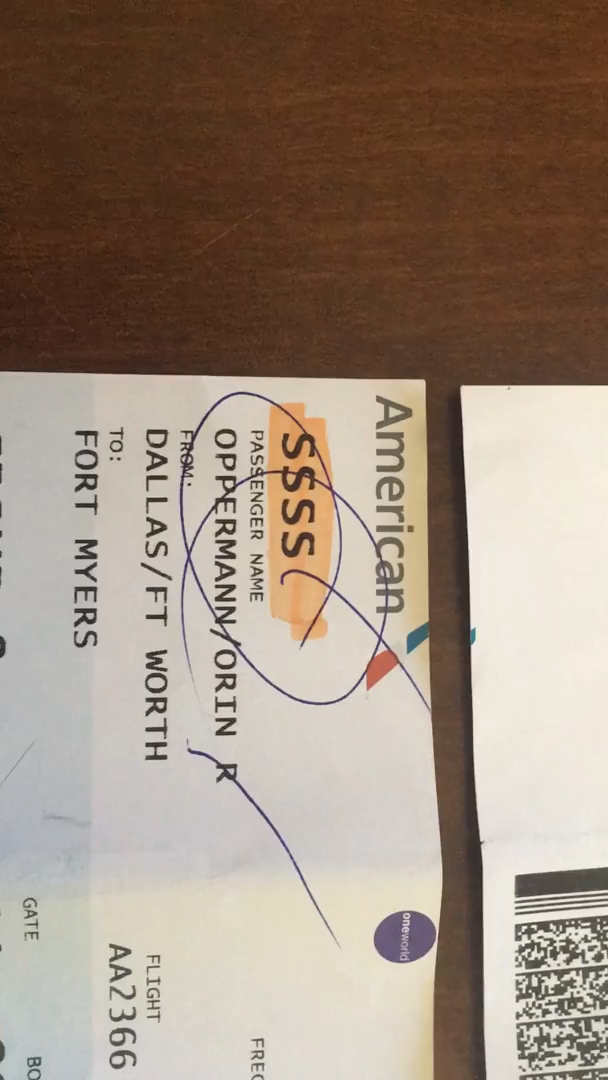 American
SSSS
PASSENGER NAME
OPPERMANN/ORIN R
FROM:
DALLAS/FT WORTH
TO:
FORT MYERS
oneworld
FLIGHT
AA2366
GATE